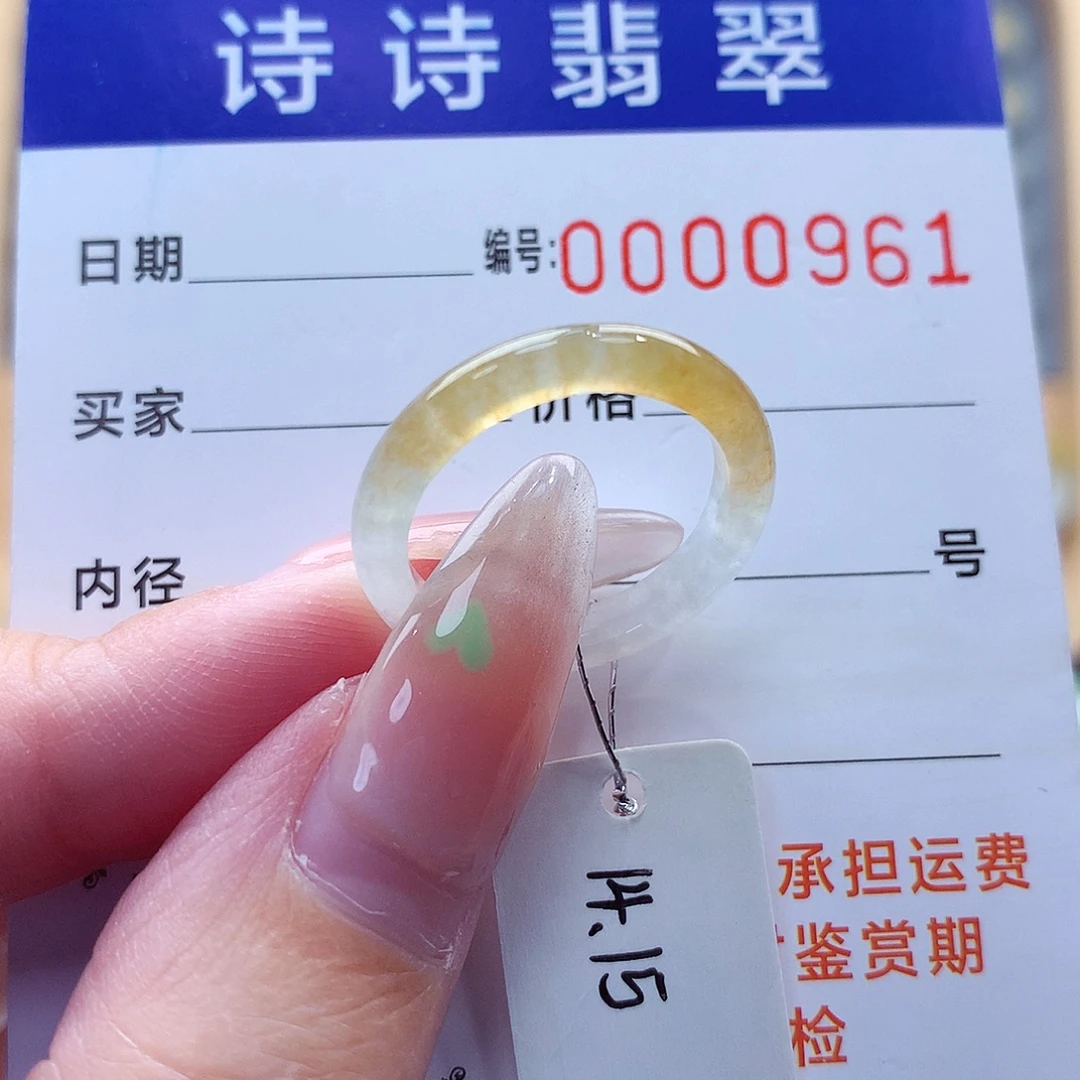 诗诗翡翠
日期 编号:0000961
买家 价格
内径 号
承担运费
鉴赏期
检
14.15